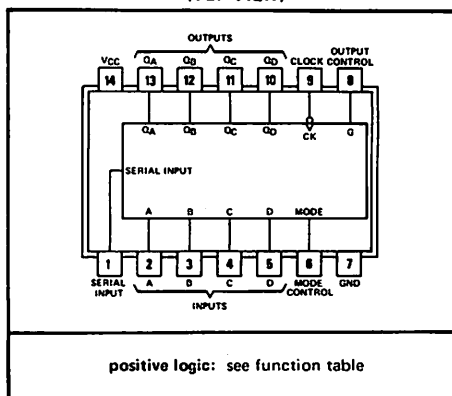 OUTPUTS
OUTPUT
VCC QA QB QC QD CLOCK CONTROL
14 13 12 11 10 9 8
QA QB QC QD CK G
SERIAL INPUT
A B C D MODE
1 2 3 4 5 6 7
SERIAL A B C D MODE GND
INPUT INPUTS CONTROL
positive logic: see function table